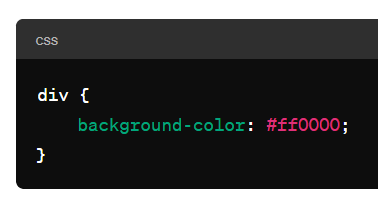 css
div {
    background-color: #ff0000;
}